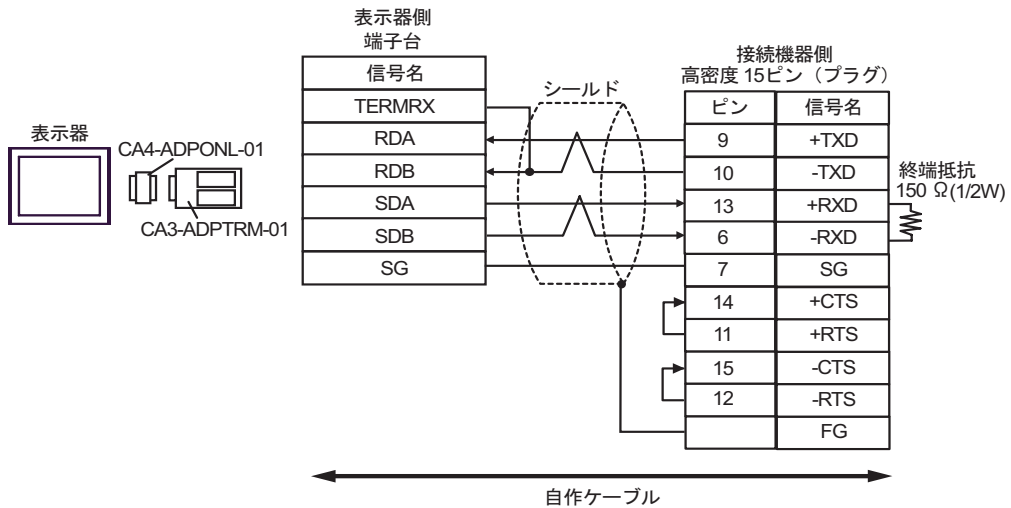 表示器側
端子台
信号名
TERMRX
RDA
RDB
SDA
SDB
SG
シールド
接続機器側
高密度 15ピン（プラグ）
ピン 信号名
9 +TXD
10 -TXD
13 +RXD
6 -RXD
7 SG
14 +CTS
11 +RTS
15 -CTS
12 -RTS
FG
終端抵抗
150 Ω(1/2W)
表示器
CA4-ADPONL-01
CA3-ADPTRM-01
自作ケーブル